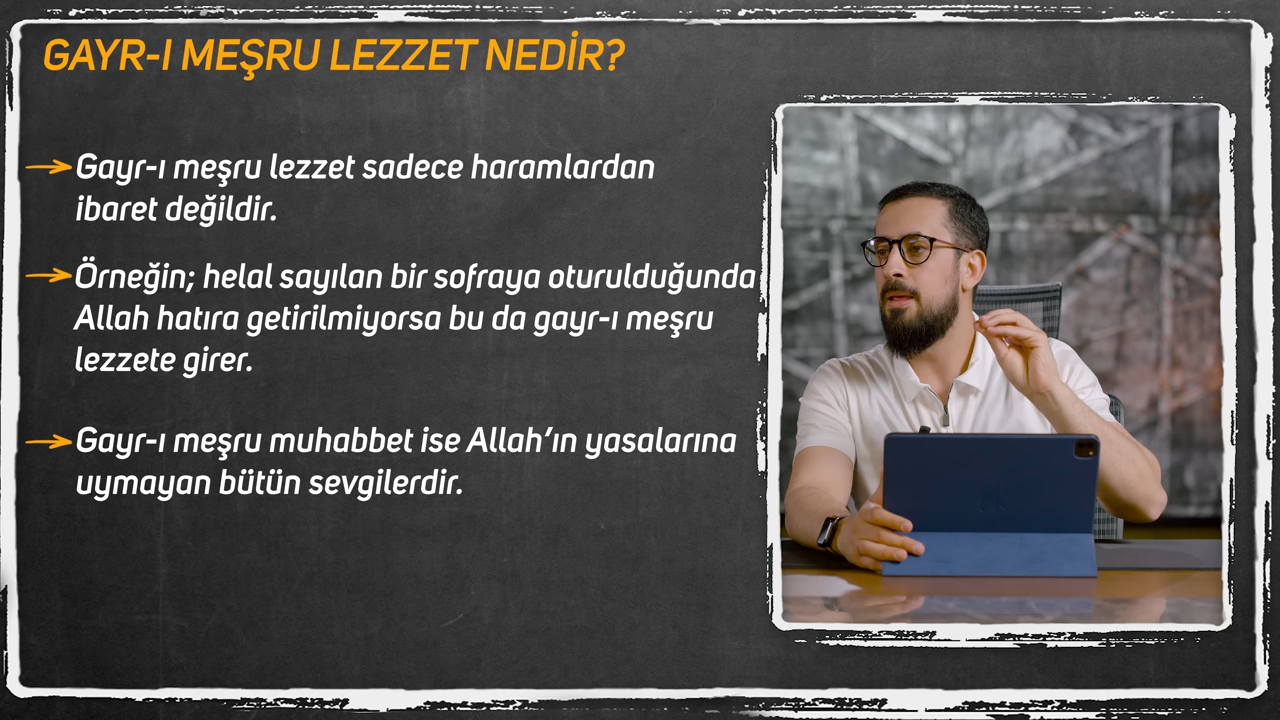 GAYR-I MEŞRU LEZZET NEDİR?
Gayr-ı meşru lezzet sadece haramlardan
ibaret değildir.
Örneğin; helal sayılan bir sofraya oturulduğunda
Allah hatıra getirilmiyorsa bu da gayr-ı meşru
lezzete girer.
Gayr-ı meşru muhabbet ise Allah'ın yasalarına
uymayan bütün sevgilerdir.